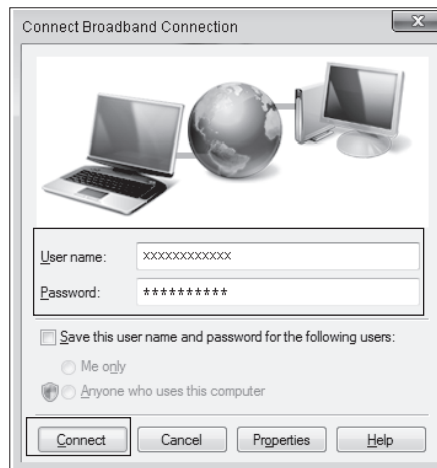 Connect Broadband Connection
X
User name: xxxxxxxxxxxx
Password: **********
Save this user name and password for the following users:
Me only
Anyone who uses this computer
Connect Cancel Properties Help